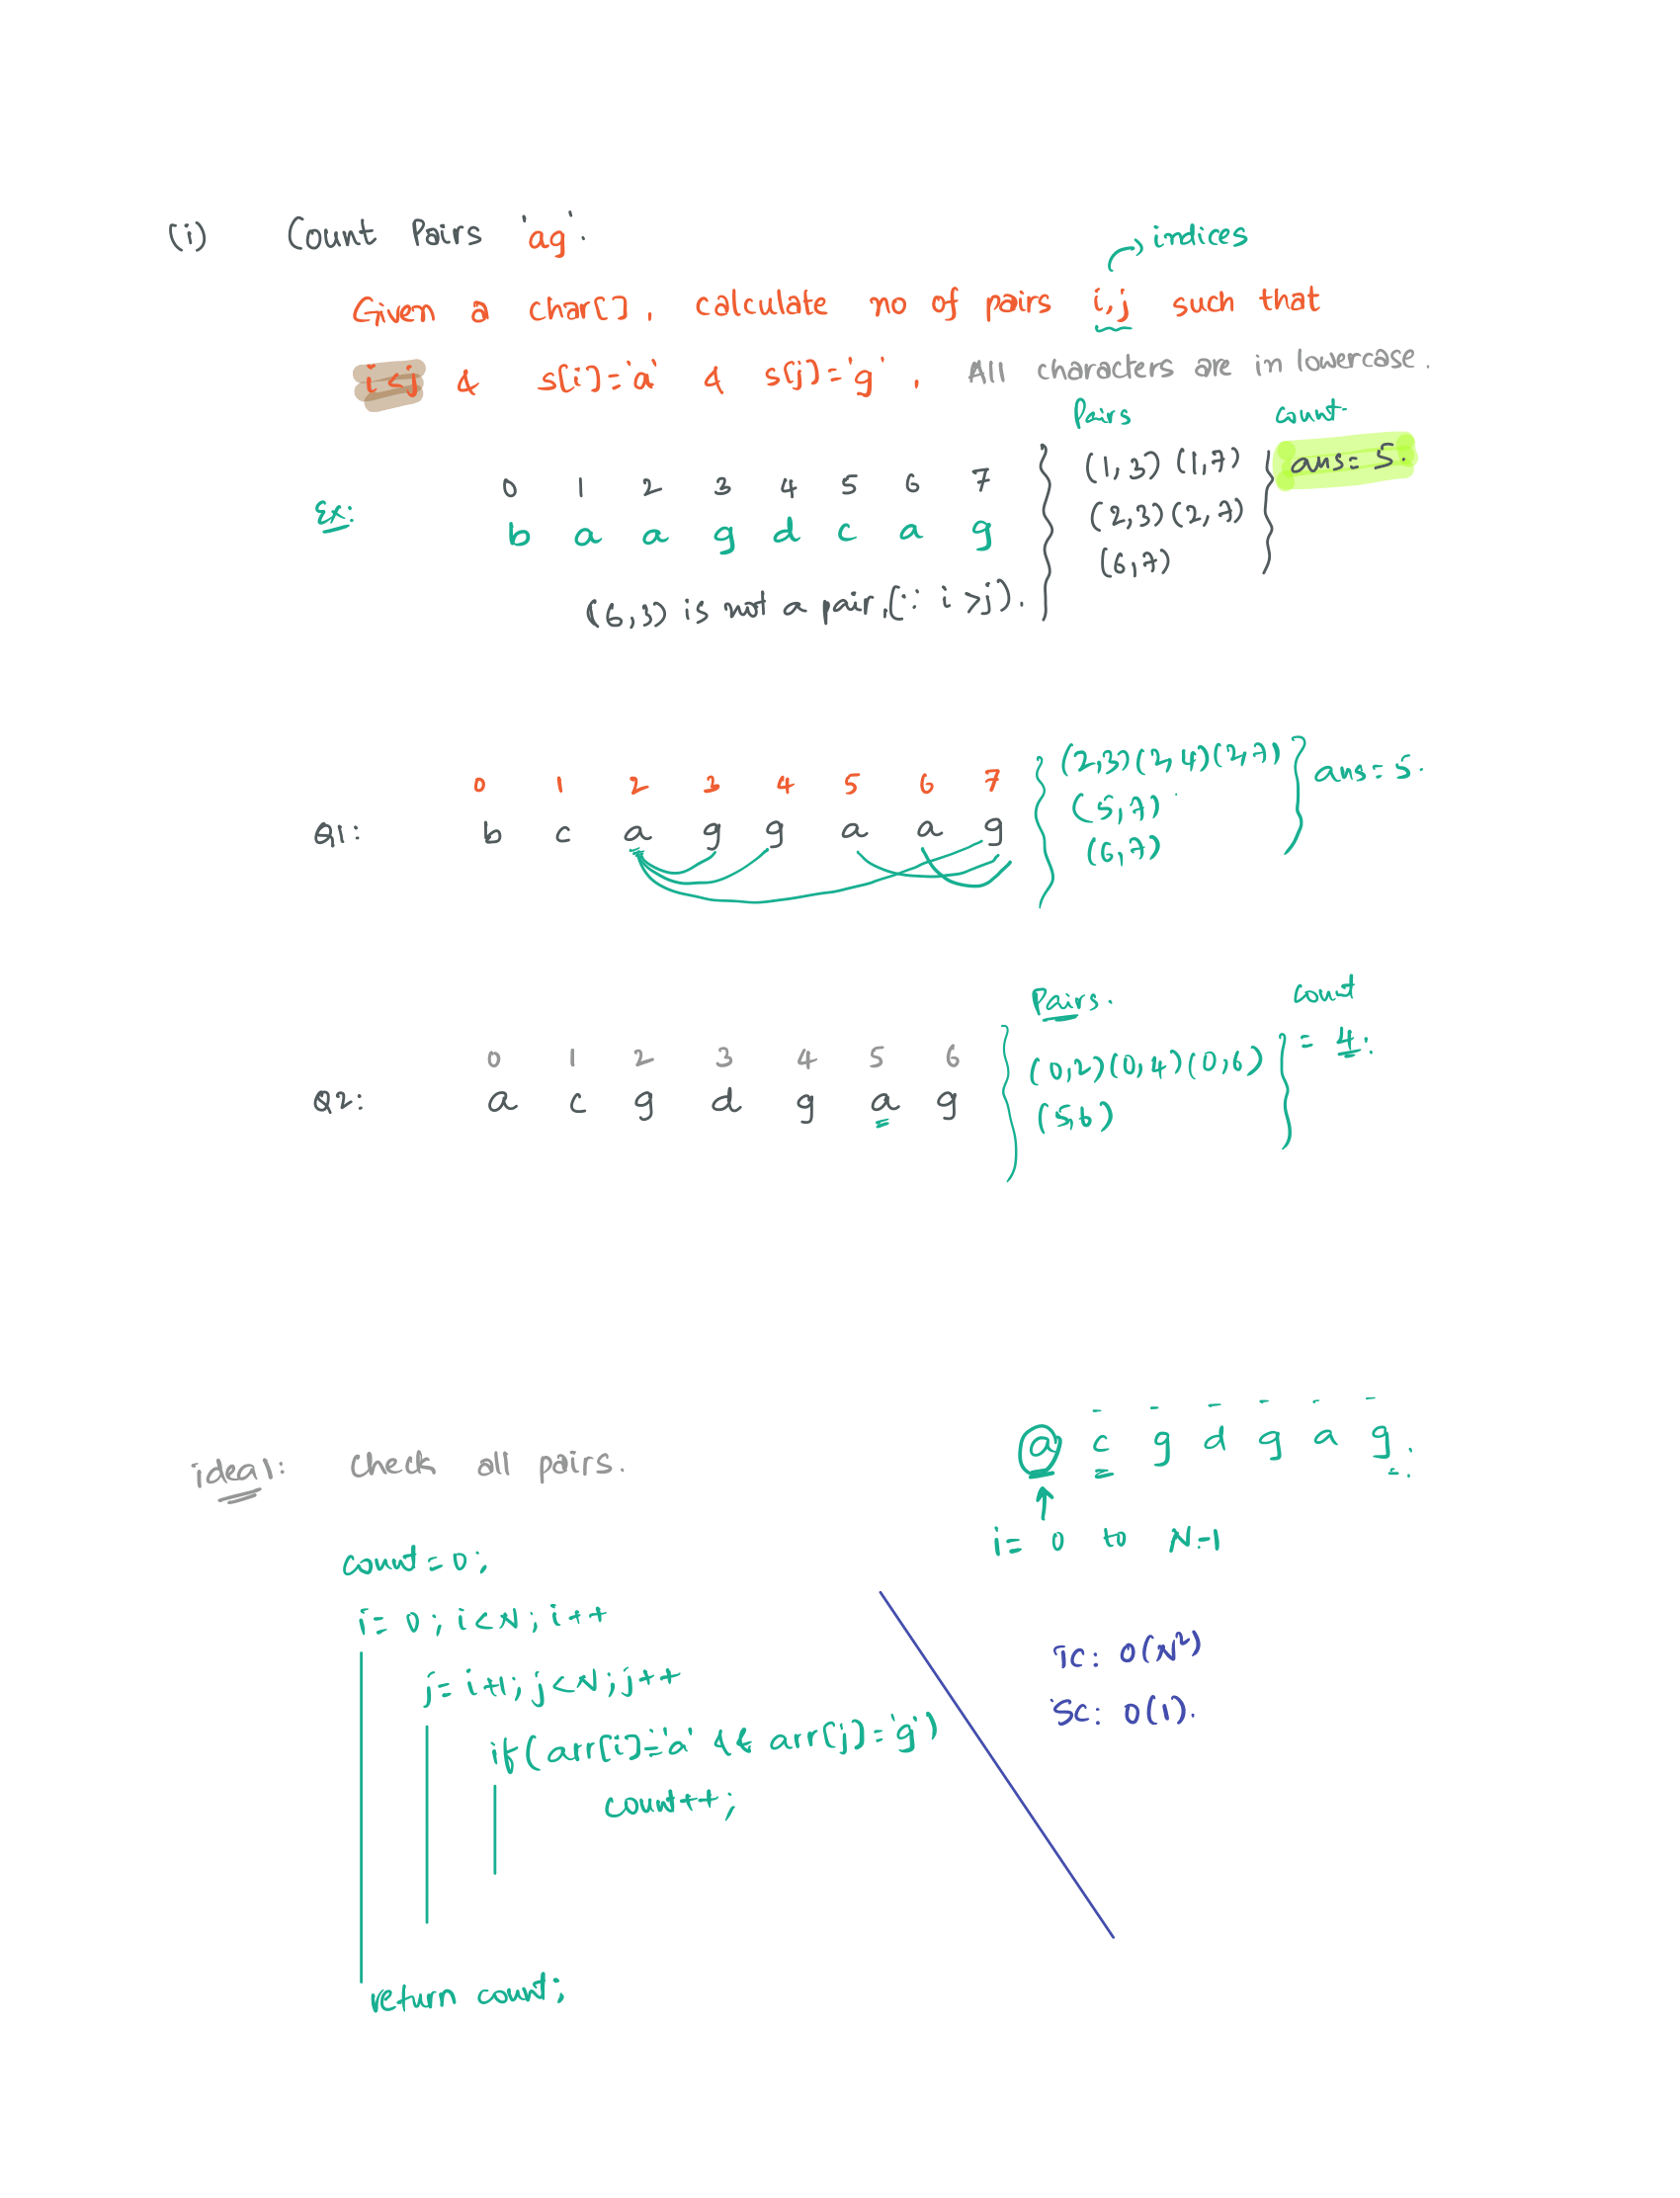 (i) Count Pairs 'ag'.
indices
Given a char[], calculate no of pairs i,j such that
i<j & s[i]='a' & s[j]='g', All characters are in lowercase.
Pairs count
0 1 2 3 4 5 6 7 (1,3) (1,7) ans= 5.
Ex: b a a g d c a g (2,3) (2,7)
(6,7)
(6,3) is not a pair,(∵ i >j).
0 1 2 3 4 5 6 7 (2,3)(2,4)(2,7) ans= 5.
Q1: b c a g g a a g (5,7)
(6,7)
Pairs. count
0 1 2 3 4 5 6 (0,2)(0,4)(0,6) = 4.
Q2: a c g d g a g (5,6)
a c g d g a g.
idea1: check all pairs.
i= 0 to N-1
count=0;
i= 0; i<N; i++
TC: O(N²)
j= i+1; j<N; j++
SC: O(1).
if(arr[i]='a' && arr[j]='g')
count++;
return count;